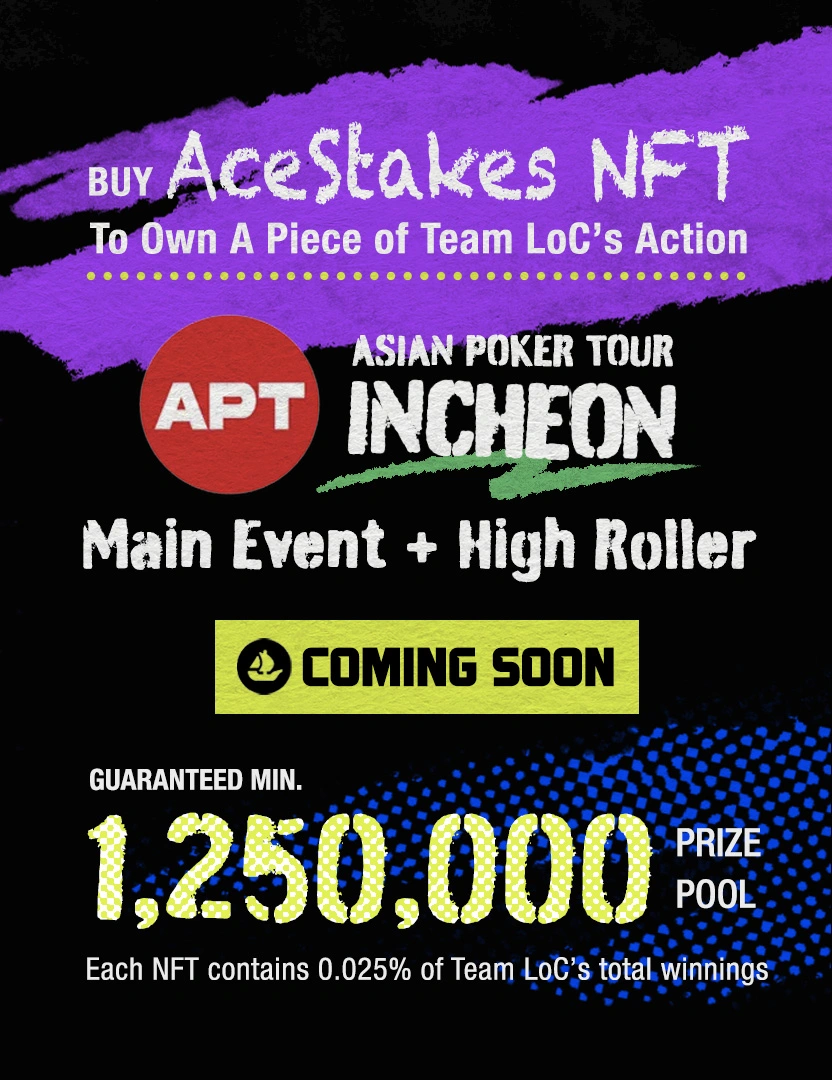 BUY AceStakes NFT
To Own A Piece of Team LoC's Action
APT
ASIAN POKER TOUR
INCHEON
Main Event + High Roller
COMING SOON
GUARANTEED MIN.
1,250,000
PRIZE
POOL
Each NFT contains 0.025% of Team LoC's total winnings